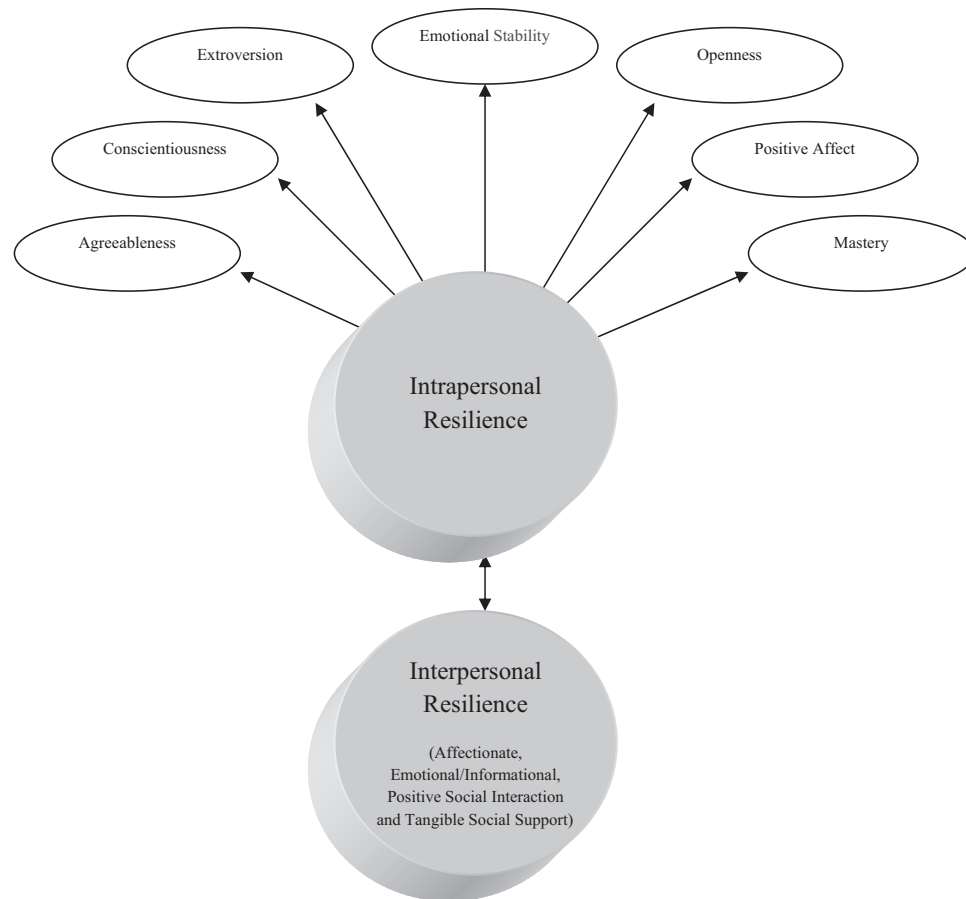 Emotional Stability
Extroversion
Openness
Conscientiousness
Positive Affect
Agreeableness
Mastery
Intrapersonal
Resilience
Interpersonal
Resilience
(Affectionate,
Emotional/Informational,
Positive Social Interaction
and Tangible Social Support)